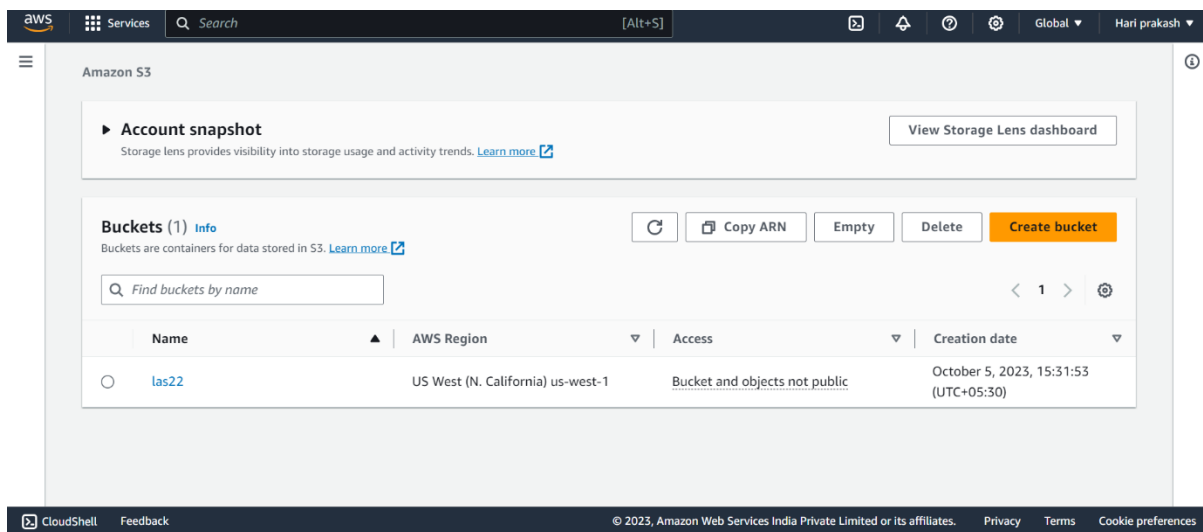 aws Services Search [Alt+S] Global Hari prakash
Amazon S3
Account snapshot
Storage lens provides visibility into storage usage and activity trends. Learn more
View Storage Lens dashboard
Buckets (1) Info
Buckets are containers for data stored in S3. Learn more
Copy ARN Empty Delete Create bucket
Find buckets by name
1
Name AWS Region Access Creation date
las22 US West (N. California) us-west-1 Bucket and objects not public October 5, 2023, 15:31:53
(UTC+05:30)
CloudShell Feedback © 2023, Amazon Web Services India Private Limited or its affiliates. Privacy Terms Cookie preferences